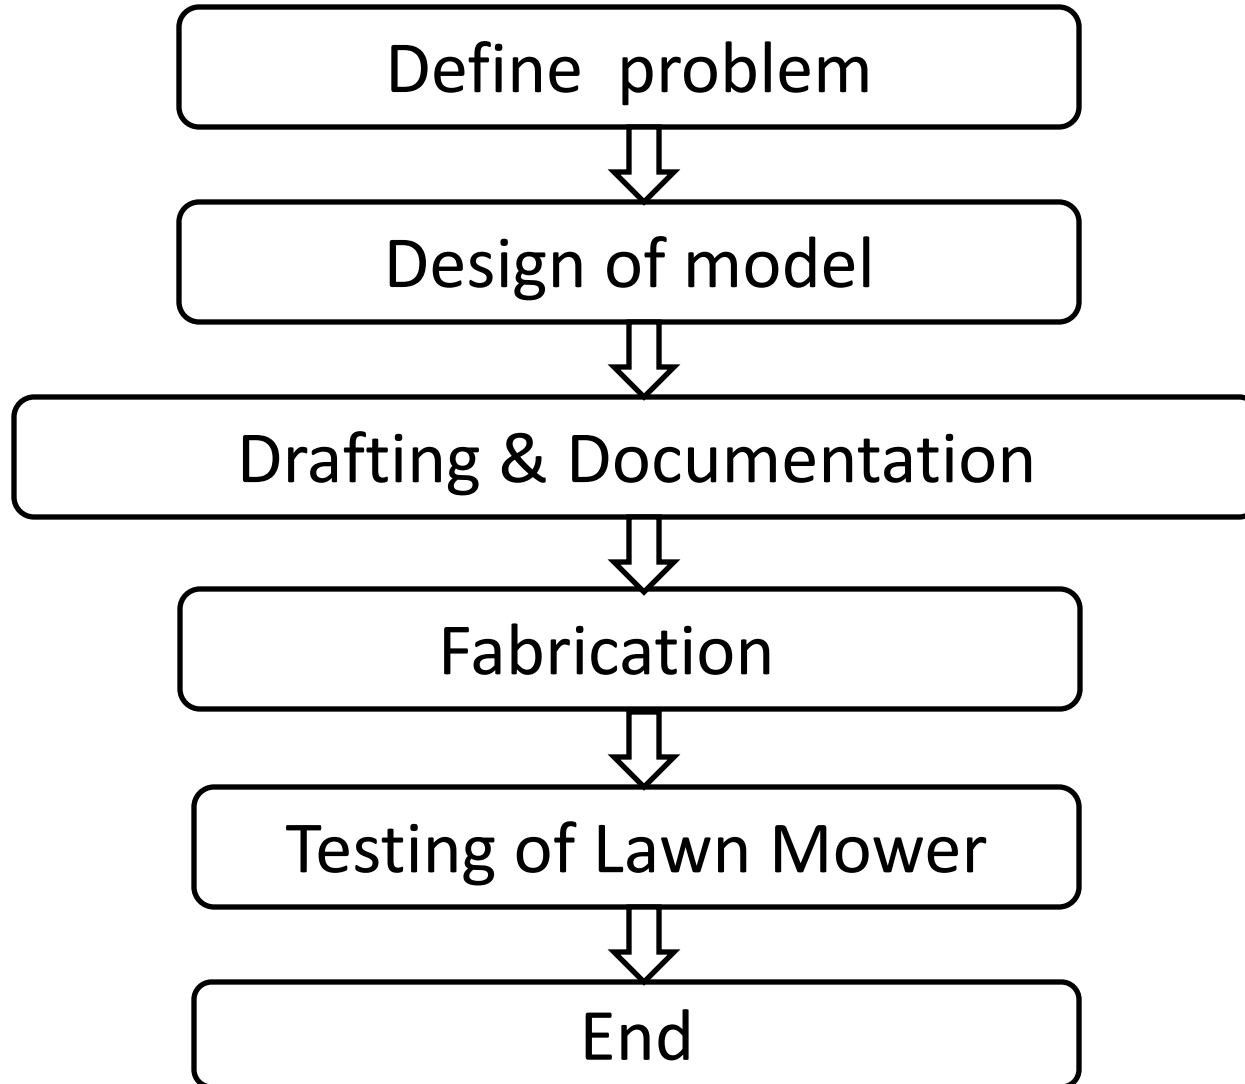 Define  problem
Design of model
Drafting & Documentation
Fabrication
Testing of Lawn Mower
End